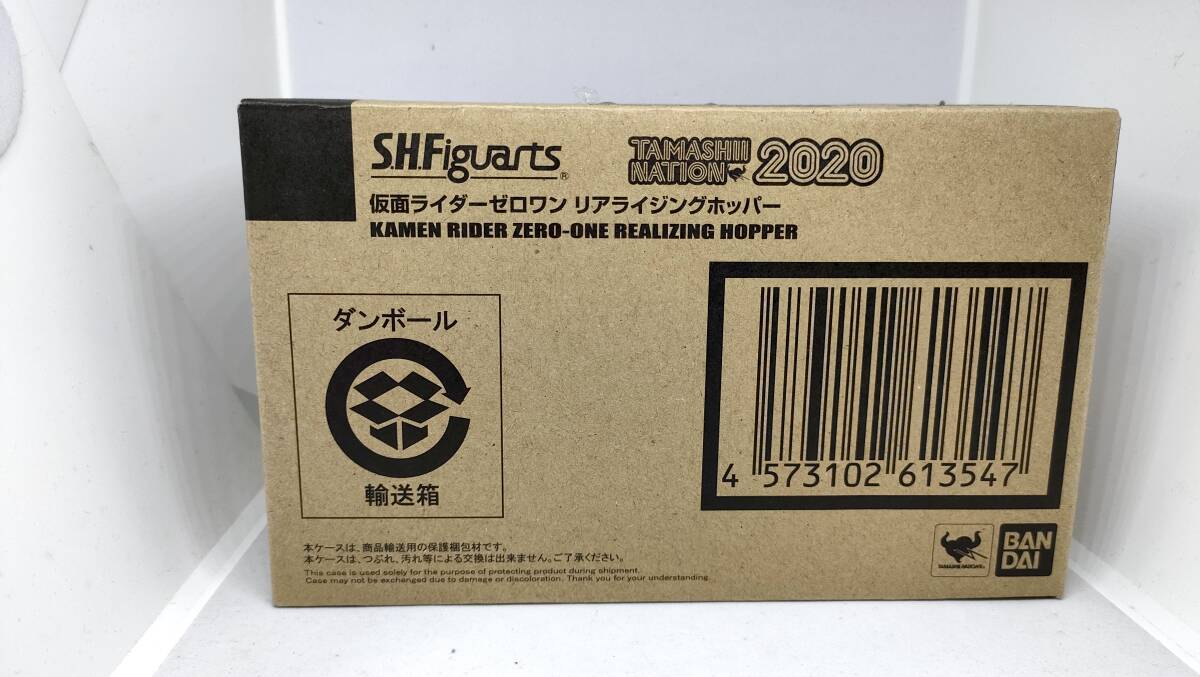 S.H.Figuarts®
TAMASHII NATION 2020
仮面ライダーゼロワン リアライジングホッパー
KAMEN RIDER ZERO-ONE REALIZING HOPPER
ダンボール
輸送箱
4 573102 613547
本ケースは、商品輸送用の保護梱包材です。
本ケースは、つぶれ、汚れ等による交換は出来ません。ご了承ください。
This case is used solely for the purpose of protecting product during shipment.
Case may not be exchanged due to damage or discoloration. Thank you for your understanding.
TAMASHII NATIONS
BAN
DAI